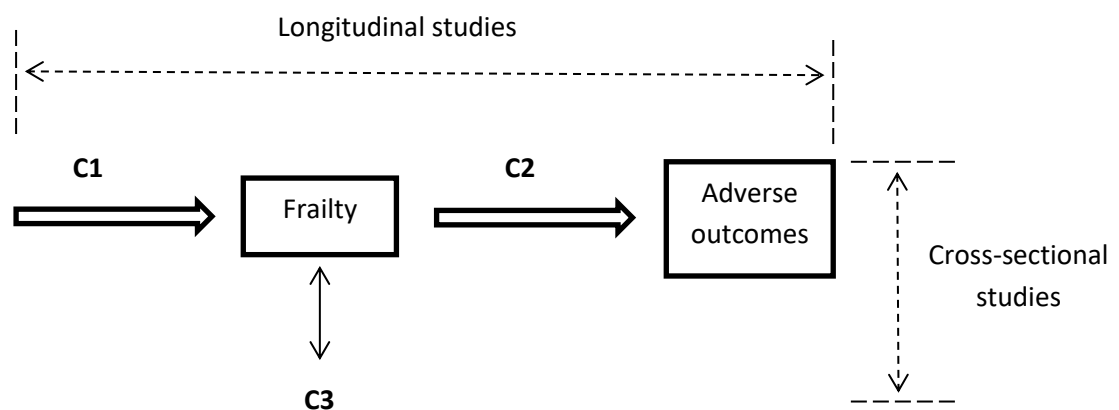 Longitudinal studies
C1
C2
Frailty
Adverse
outcomes
Cross-sectional
studies
C3